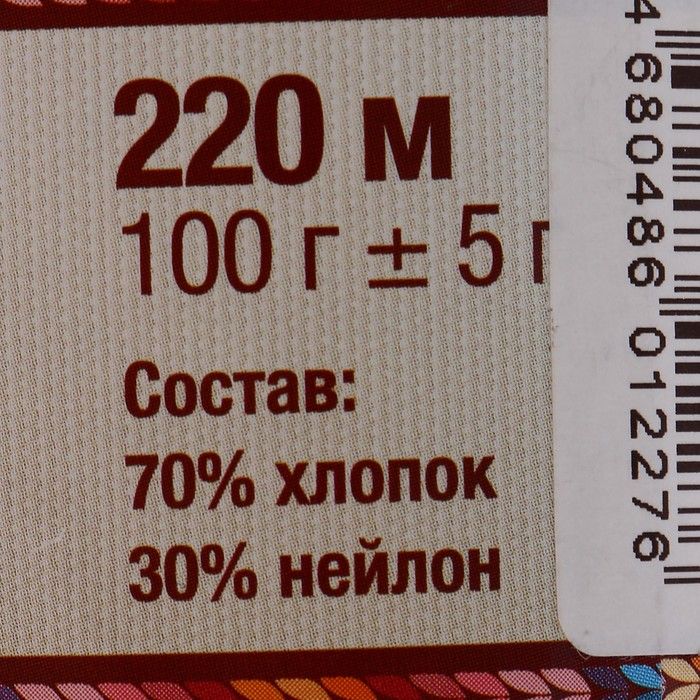 220 м
100 г ± 5 г
Состав:
70% хлопок
30% нейлон
4 680486 012276